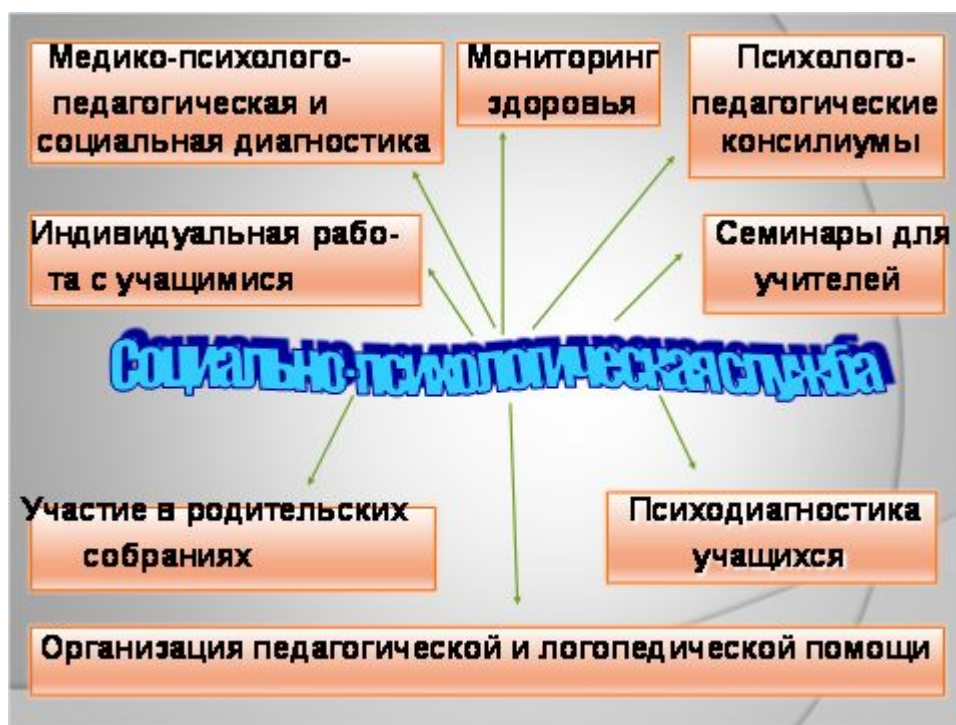 Медико-психолого-
педагогическая и
социальная диагностика
Мониторинг
здоровья
Психолого-
педагогические
консилиумы
Индивидуальная рабо-
та с учащимися
Семинары для
учителей
Социально-психологическая служба
Участие в родительских
собраниях
Психодиагностика
учащихся
Организация педагогической и логопедической помощи